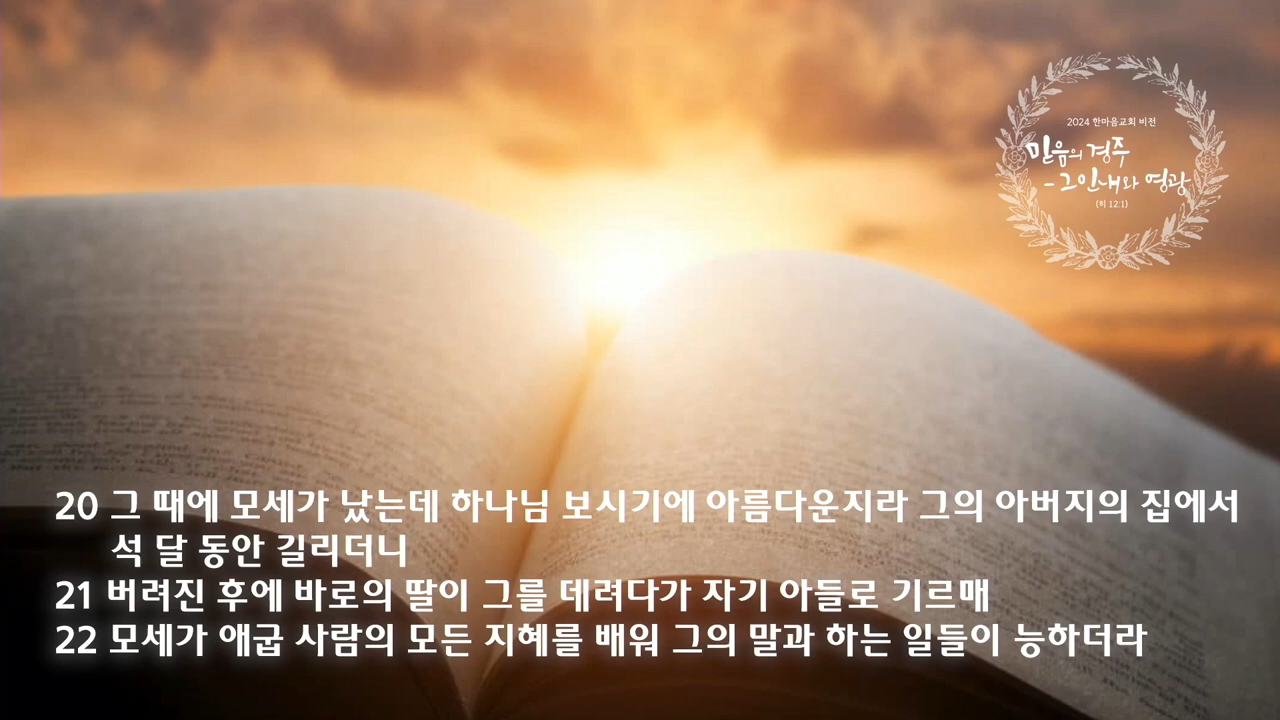 2024 한마음교회 비전
믿음의 경주
- 그 인내와 영광
(히 12:1)
20 그 때에 모세가 났는데 하나님 보시기에 아름다운지라 그의 아버지의 집에서
석 달 동안 길리더니
21 버려진 후에 바로의 딸이 그를 데려다가 자기 아들로 기르매
22 모세가 애굽 사람의 모든 지혜를 배워 그의 말과 하는 일들이 능하더라